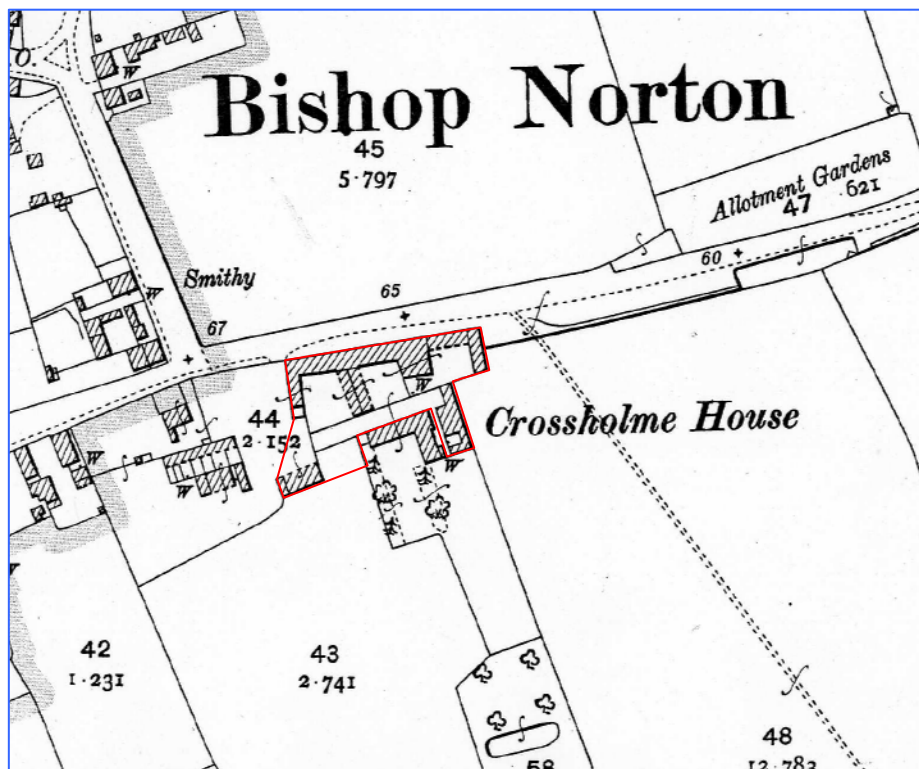 O.
W
Bishop Norton
45
5·797
Allotment Gardens
47 ·621
Smithy
W
67
65
60
W
44
2·152
Crossholme House
W
W
W
W
42
1·231
43
2·741
48
12·783
58